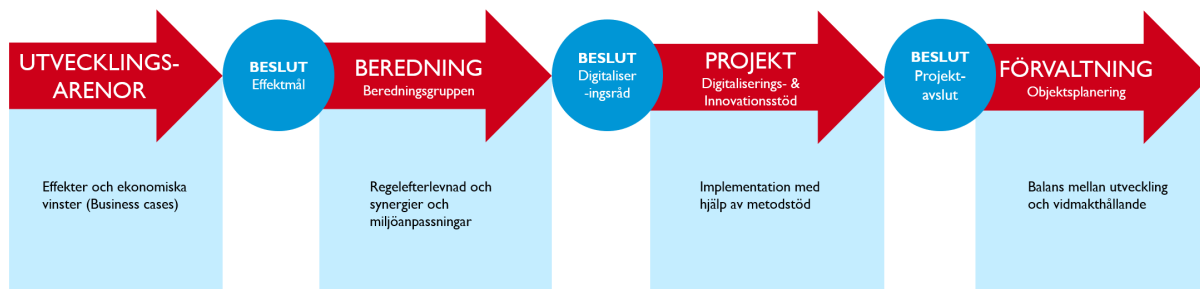 UTVECKLINGS-
ARENOR
BESLUT
Effektmål
BEREDNING
Beredningsgruppen
BESLUT
Digitaliser
-ingsråd
PROJEKT
Digitaliserings- &
Innovationsstöd
BESLUT
Projekt-
avslut
FÖRVALTNING
Objektsplanering
Effekter och ekonomiska
vinster (Business cases)
Regelefterlevnad och
synergier och
miljöanpassningar
Implementation med
hjälp av metodstöd
Balans mellan utveckling
och vidmakthållande